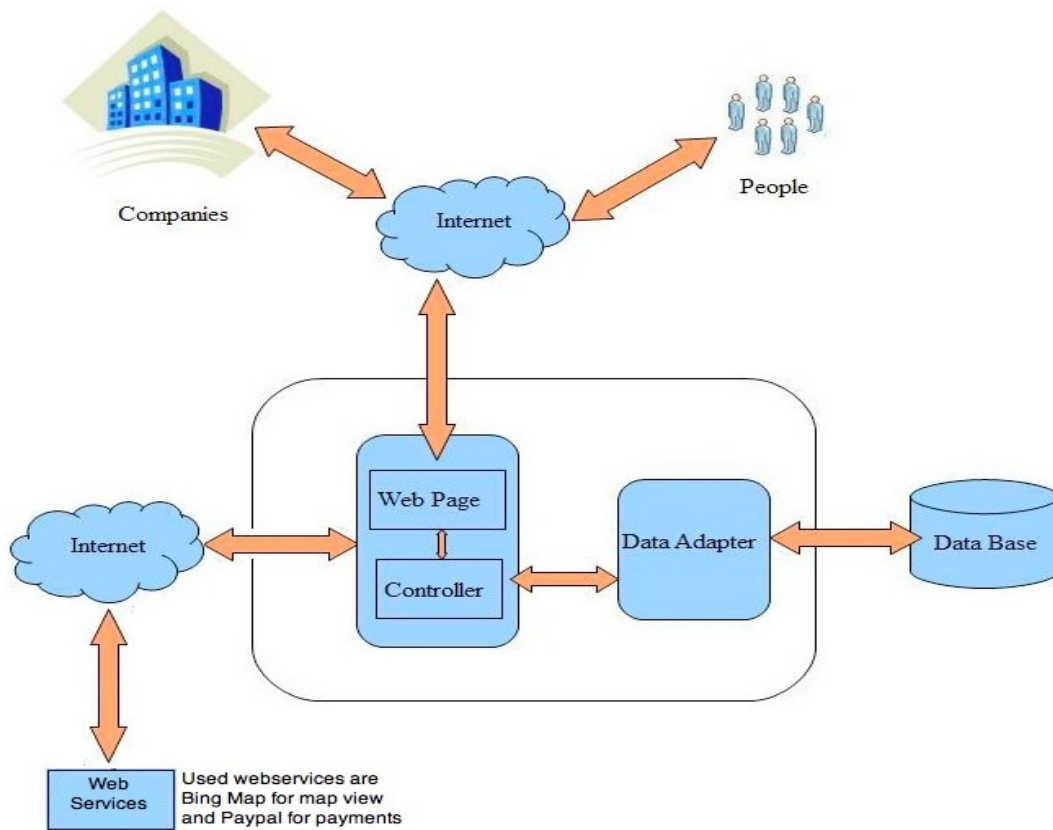 Companies
People
Internet
Web Page
Controller
Data Adapter
Data Base
Internet
Web
Services
Used webservices are
Bing Map for map view
and Paypal for payments